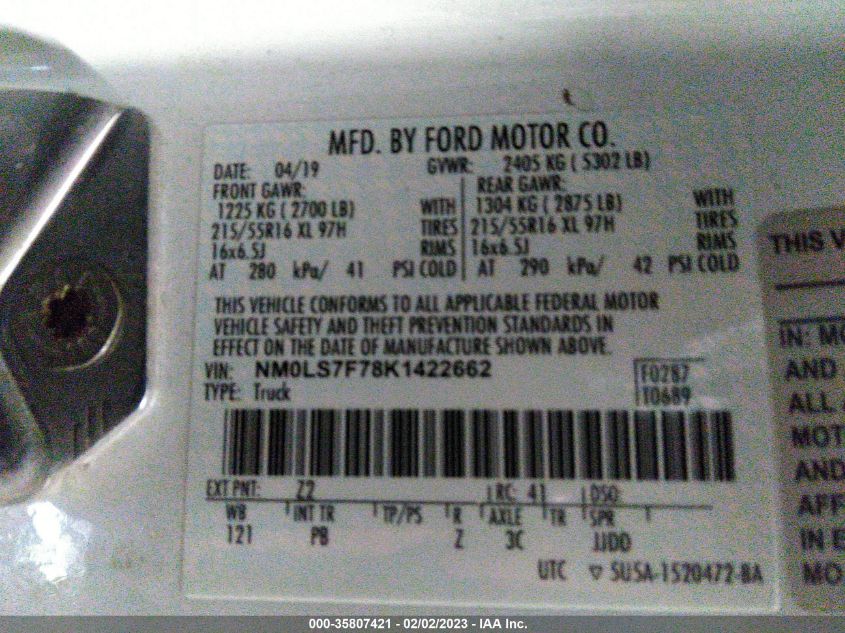 MFD. BY FORD MOTOR CO.
DATE: 04/19 GVWR: 2405 KG ( 5302 LB)
FRONT GAWR: REAR GAWR:
1225 KG ( 2700 LB) WITH 1304 KG ( 2875 LB) WITH
215/55R16 XL 97H TIRES 215/55R16 XL 97H TIRES
16x6.5J RIMS 16x6.5J RIMS
AT 280 kPa/ 41 PSI COLD AT 290 kPa/ 42 PSI COLD
THIS VEHICLE CONFORMS TO ALL APPLICABLE FEDERAL MOTOR
VEHICLE SAFETY AND THEFT PREVENTION STANDARDS IN
EFFECT ON THE DATE OF MANUFACTURE SHOWN ABOVE.
VIN: NM0LS7F78K1422662 F0287
TYPE: Truck T0689
EXT PNT: Z2 RC: 41 DSO:
WB INT TR TP/PS R AXLE TR SPR
121 PB Z 3C JJDD
UTC ▽ SUSA-1520472-BA
THIS V
IN: MO
AND
ALL
MOT
AND
AFF
IN E
MO
000-35807421 - 02/02/2023 - IAA Inc.